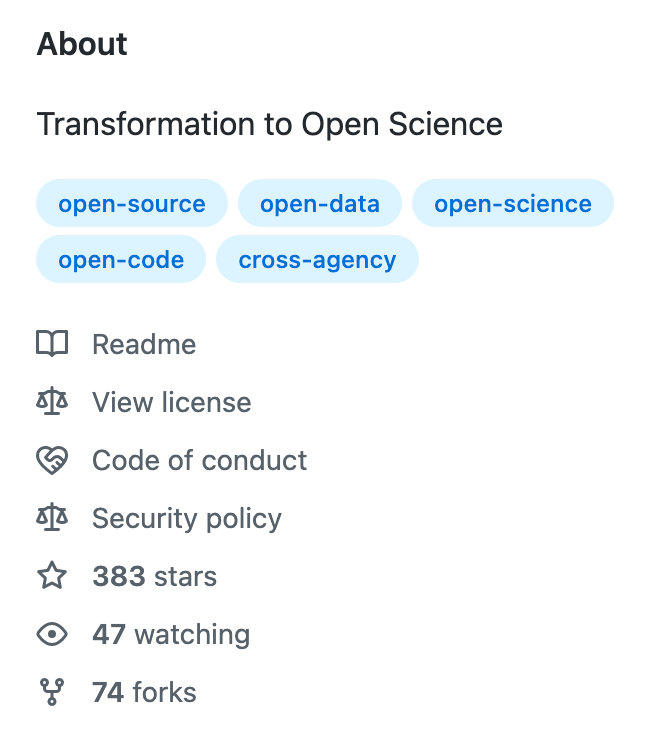 About
Transformation to Open Science
open-source open-data open-science
open-code cross-agency
Readme
View license
Code of conduct
Security policy
383 stars
47 watching
74 forks